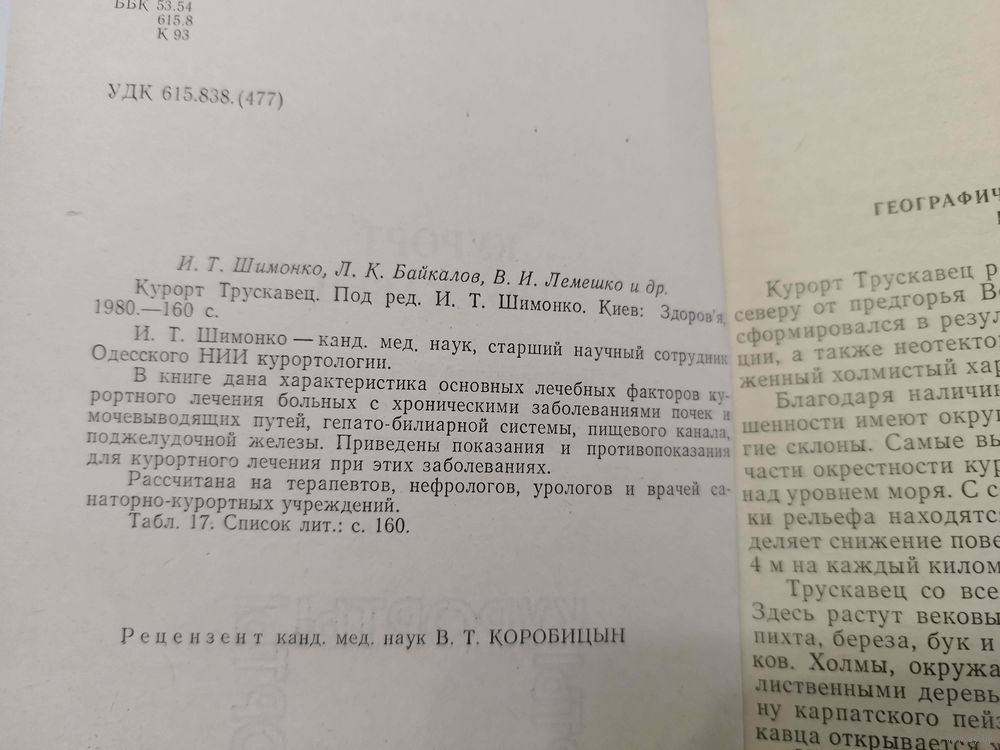 ББК 53.54
615.8
К 93
УДК 615.838.(477)
И. Т. Шимонко, Л. К. Байкалов, В. И. Лемешко и др.
Курорт Трускавец. Под ред. И. Т. Шимонко. Киев: Здоров'я,
1980.—160 с.
И. Т. Шимонко — канд. мед. наук, старший научный сотрудник
Одесского НИИ курортологии.
В книге дана характеристика основных лечебных факторов ку-
рортного лечения больных с хроническими заболеваниями почек и
мочевыводящих путей, гепато-билиарной системы, пищевого канала,
поджелудочной железы. Приведены показания и противопоказания
для курортного лечения при этих заболеваниях.
Рассчитана на терапевтов, нефрологов, урологов и врачей са-
наторно-курортных учреждений.
Табл. 17. Список лит.: с. 160.
Рецензент канд. мед. наук В. Т. КОРОБИЦЫН
ГЕОГРАФИЧ
Курорт Трускавец р
северу от предгорья В
сформировался в резул
ции, а также неотекто
женный холмистый хар
Благодаря наличи
шенности имеют окру
гие склоны. Самые вы
части окрестности кур
над уровнем моря. С с
ки рельефа находятс
деляет снижение пове
4 м на каждый килом
Трускавец со все
Здесь растут вековы
пихта, береза, бук и
ков. Холмы, окружа
лиственными деревь
ну карпатского пейз
кавца открывается